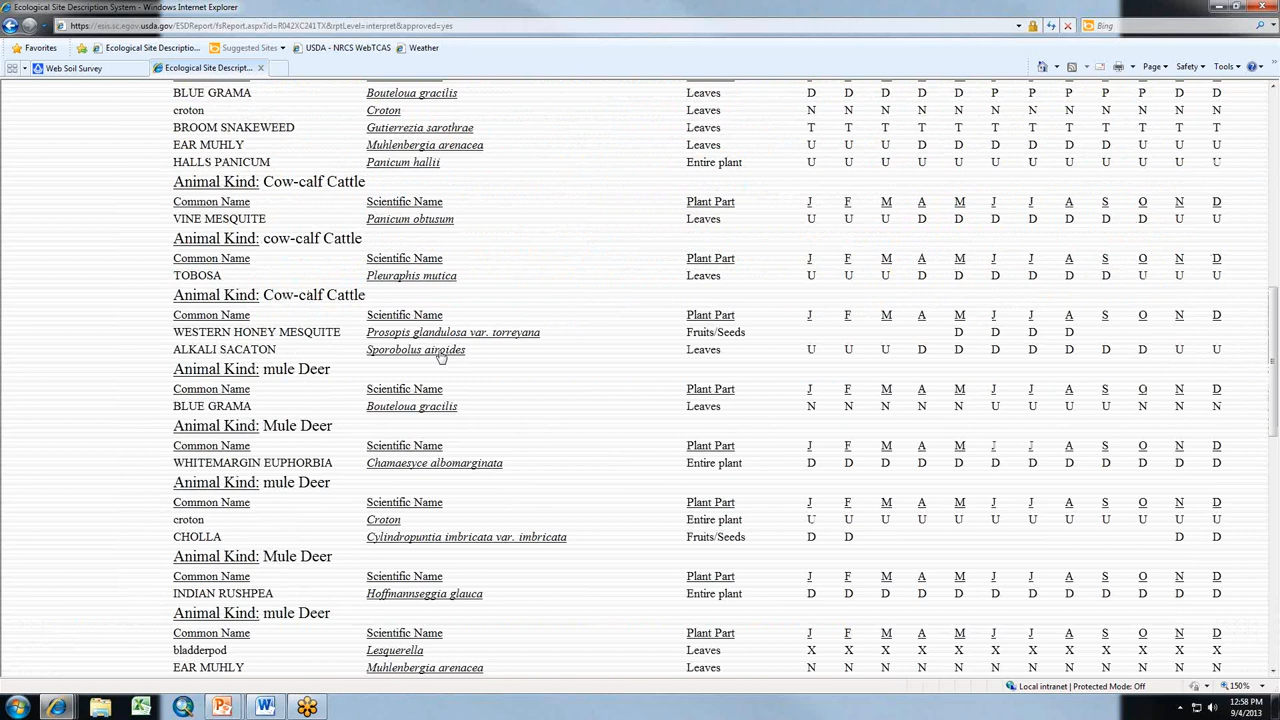 Ecological Site Description System - Windows Internet Explorer
https://esis.sc.egov.usda.gov/ESDReport/fsReport.aspx?id=R042XC241TX&rptLevel=interpret&approved=yes
Bing
Favorites Ecological Site Descriptio... Suggested Sites USDA - NRCS WebTCAS Weather
Web Soil Survey Ecological Site Descript... Page Safety Tools
BLUE GRAMA Bouteloua gracilis Leaves D D D D D P P P P P D D
croton Croton Leaves N N N N N N N N N N N N
BROOM SNAKEWEED Gutierrezia sarothrae Leaves T T T T T T T T T T T T
EAR MUHLY Muhlenbergia arenacea Leaves U U U D D D D D D U U U
HALLS PANICUM Panicum hallii Entire plant U U U U U U U U U U U U
Animal Kind: Cow-calf Cattle
Common Name Scientific Name Plant Part J F M A M J J A S O N D
VINE MESQUITE Panicum obtusum Leaves U U U D D D D D D D U U
Animal Kind: cow-calf Cattle
Common Name Scientific Name Plant Part J F M A M J J A S O N D
TOBOSA Pleuraphis mutica Leaves U U U D D D D D D U U U
Animal Kind: Cow-calf Cattle
Common Name Scientific Name Plant Part J F M A M J J A S O N D
WESTERN HONEY MESQUITE Prosopis glandulosa var. torreyana Fruits/Seeds D D D D
ALKALI SACATON Sporobolus airoides Leaves U U U D D D D D D D U U
Animal Kind: mule Deer
Common Name Scientific Name Plant Part J F M A M J J A S O N D
BLUE GRAMA Bouteloua gracilis Leaves N N N N N U U U U N N N
Animal Kind: Mule Deer
Common Name Scientific Name Plant Part J F M A M J J A S O N D
WHITEMARGIN EUPHORBIA Chamaesyce albomarginata Entire plant D D D D D D D D D D D D
Animal Kind: mule Deer
Common Name Scientific Name Plant Part J F M A M J J A S O N D
croton Croton Entire plant U U U U U U U U U U U U
CHOLLA Cylindropuntia imbricata var. imbricata Fruits/Seeds D D D D
Animal Kind: Mule Deer
Common Name Scientific Name Plant Part J F M A M J J A S O N D
INDIAN RUSHPEA Hoffmannseggia glauca Entire plant D D D D D D D D D D D D
Animal Kind: mule Deer
Common Name Scientific Name Plant Part J F M A M J J A S O N D
bladderpod Lesquerella Leaves X X X X X X X X X X X X
EAR MUHLY Muhlenbergia arenacea Leaves N N N N N N N N N N N N
Local intranet | Protected Mode: Off 150%
12:58 PM
9/4/2013